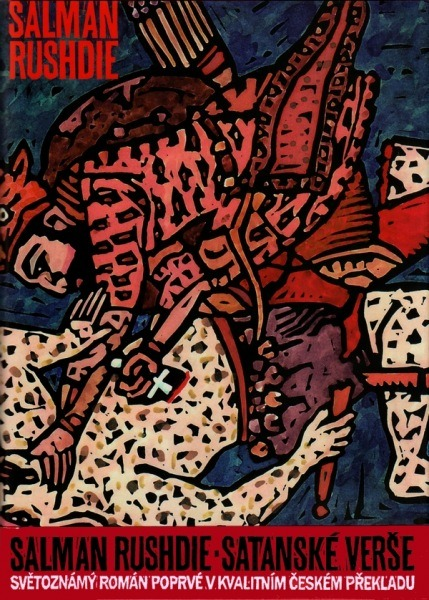 SALMAN
RUSHDIE
SALMAN RUSHDIE · SATANSKÉ VERŠE
SVĚTOZNÁMÝ ROMÁN POPRVÉ V KVALITNÍM ČESKÉM PŘEKLADU